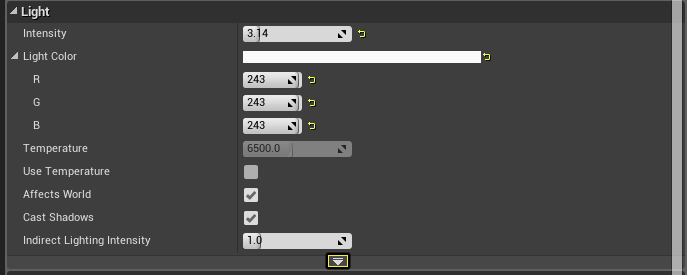 Light
Intensity 3.14
Light Color
R 243
G 243
B 243
Temperature 6500.0
Use Temperature
Affects World
Cast Shadows
Indirect Lighting Intensity 1.0